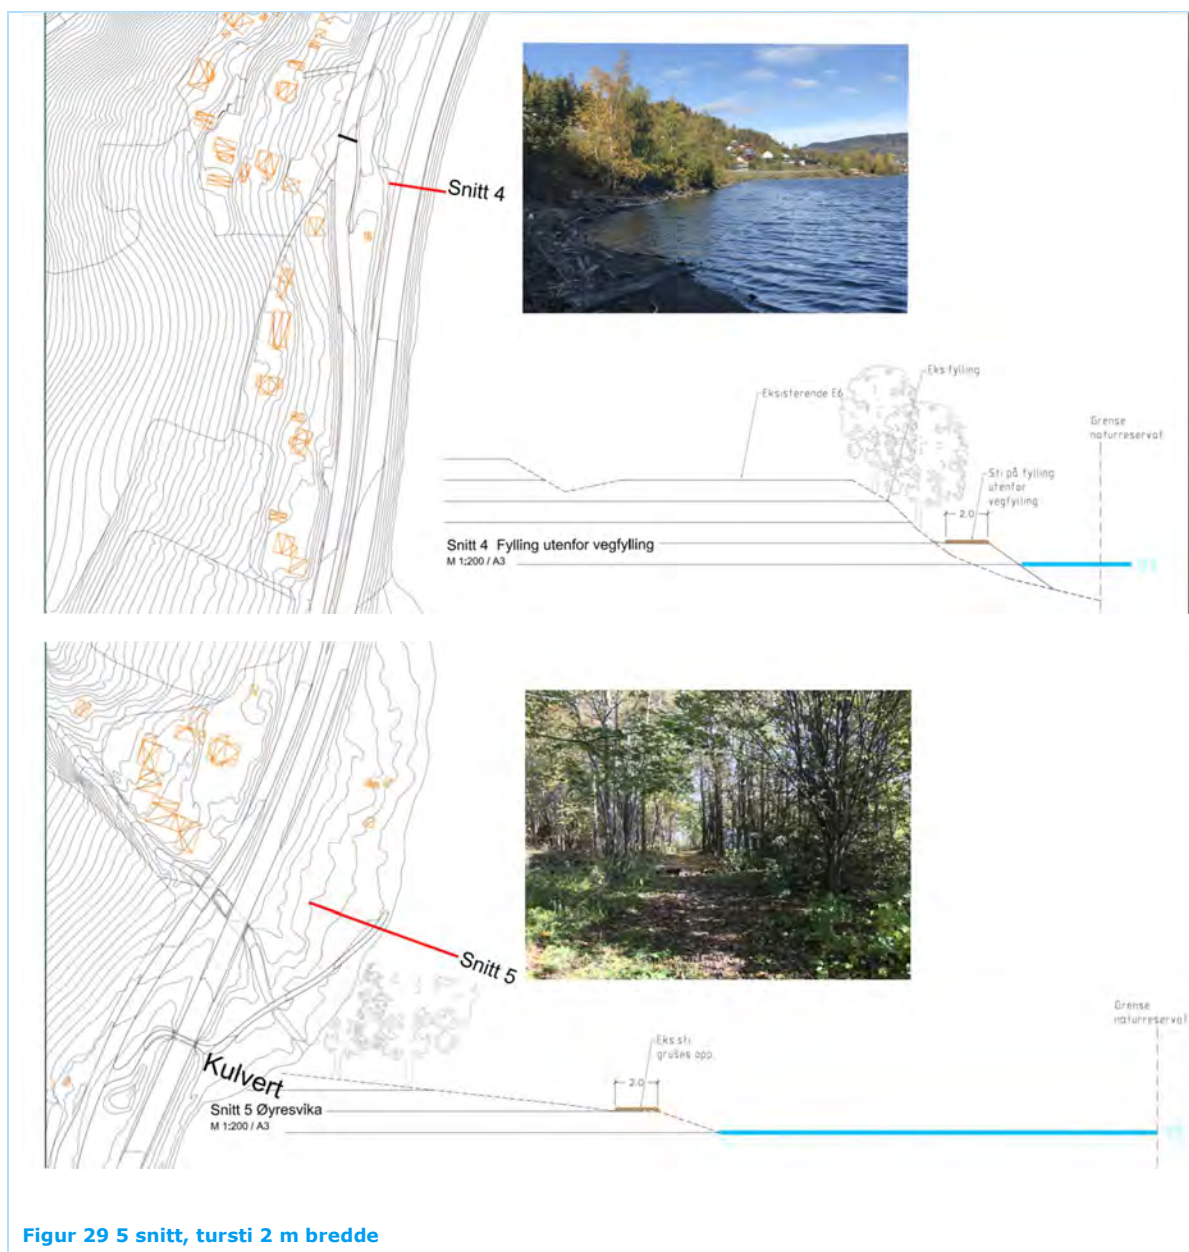 Snitt 4
Eks fylling
Eksisterende E6
Grense
naturreservat
Sti på fylling
utenfor
vegfylling
2.0
Snitt 4 Fylling utenfor vegfylling
M 1:200 / A3
Snitt 5
Kulvert
Grense
naturreservat
Eks.sti
gruses opp.
2.0
Snitt 5 Øyresvika
M 1:200 / A3
Figur 29 5 snitt, tursti 2 m bredde